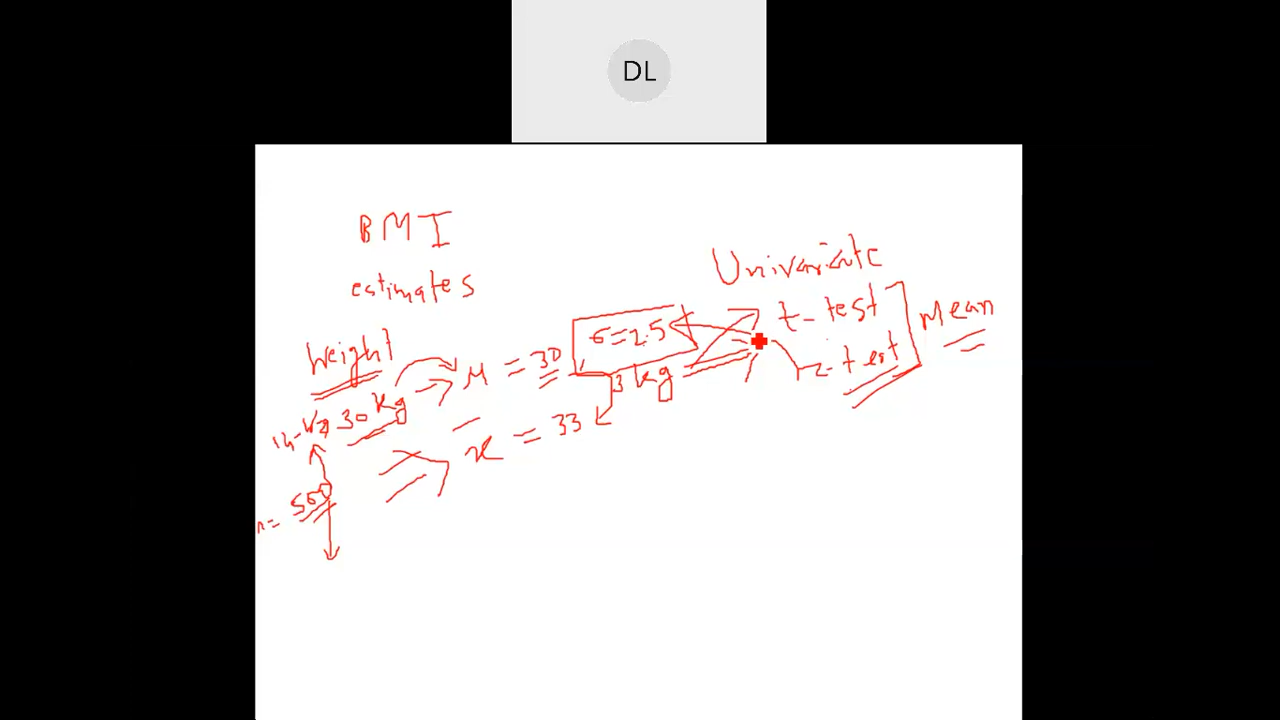 DL
BMI
estimates
Univariate
t-test
z-test
Mean
Weight
30 kg
μ = 30
σ=2.5
3 kg
x = 33
n= 500